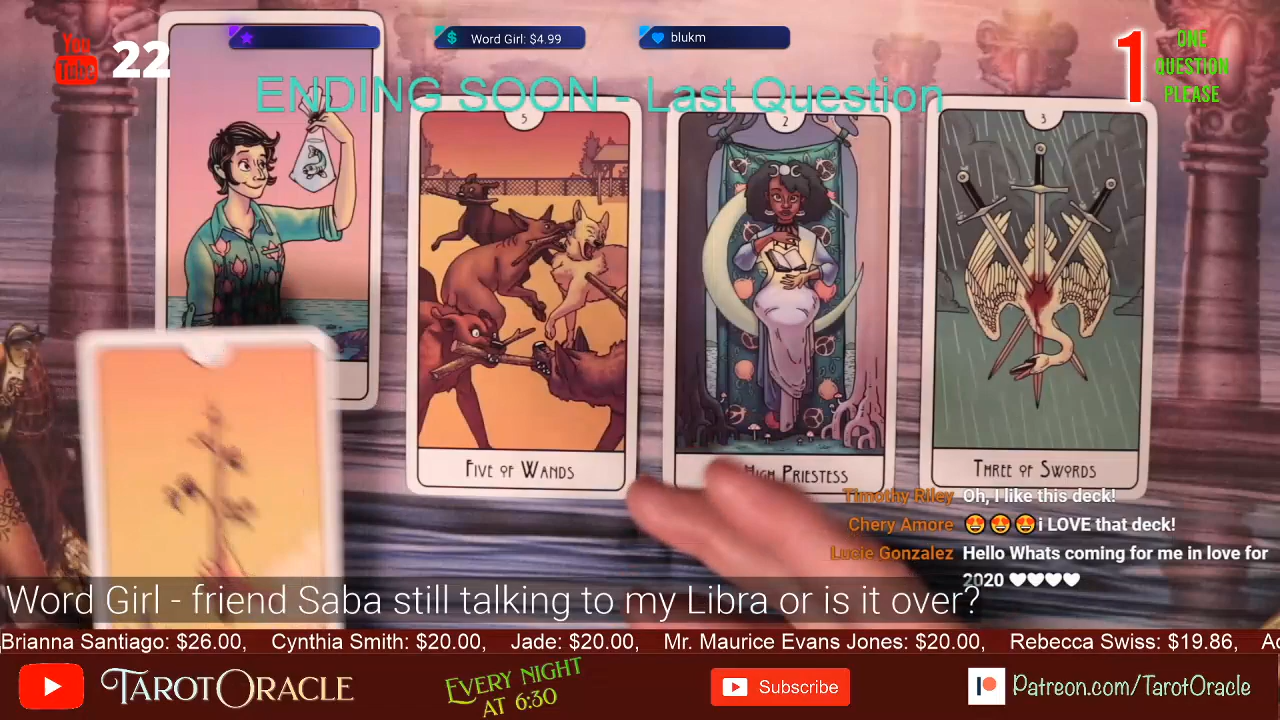 You
Tube
22
Word Girl: $4.99
blukm
1
ONE
QUESTION
PLEASE
ENDING SOON - Last Question
5
2
3
FIVE OF WANDS
HIGH PRIESTESS
THREE OF SWORDS
Timothy Riley Oh, I like this deck!
Chery Amore 🤩🤩🤩i LOVE that deck!
Lucie Gonzalez Hello Whats coming for me in love for
2020 🤍🤍🤍🤍
Word Girl - friend Saba still talking to my Libra or is it over?
Brianna Santiago: $26.00, Cynthia Smith: $20.00, Jade: $20.00, Mr. Maurice Evans Jones: $20.00, Rebecca Swiss: $19.86,
TAROTORACLE
EVERY NIGHT
AT 6:30
Subscribe
Patreon.com/TarotOracle